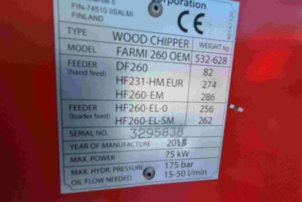 FIN-74510 IISALMI
FINLAND
CE
TYPE WOOD CHIPPER WEIGHT kg
MODEL FARMI 260 OEM 532-628
FEEDER DF260 82
(hand feed) HF231-HM EUR 274
HF260-EM 286
FEEDER HF260-EL-0 256
(loader feed) HF260-EL-SM 262
SERIAL NO. 3295838
YEAR OF MANUFACTURE
MAX. POWER 75 kW
MAX. HYDR. PRESSURE 175 bar
OIL FLOW NEEDED 15-50 l/min